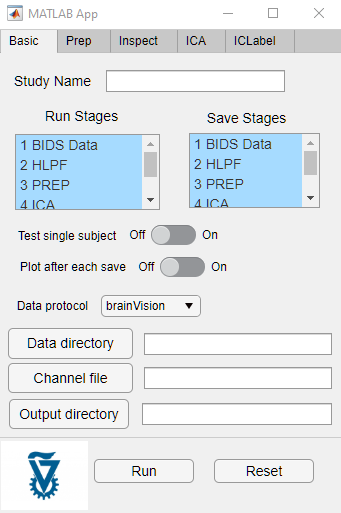 MATLAB App
Basic Prep Inspect ICA ICLabel
Study Name
Run Stages Save Stages
1 BIDS Data 1 BIDS Data
2 HLPF 2 HLPF
3 PREP 3 PREP
4 ICA 4 ICA
Test single subject Off On
Plot after each save Off On
Data protocol brainVision
Data directory
Channel file
Output directory
Run Reset